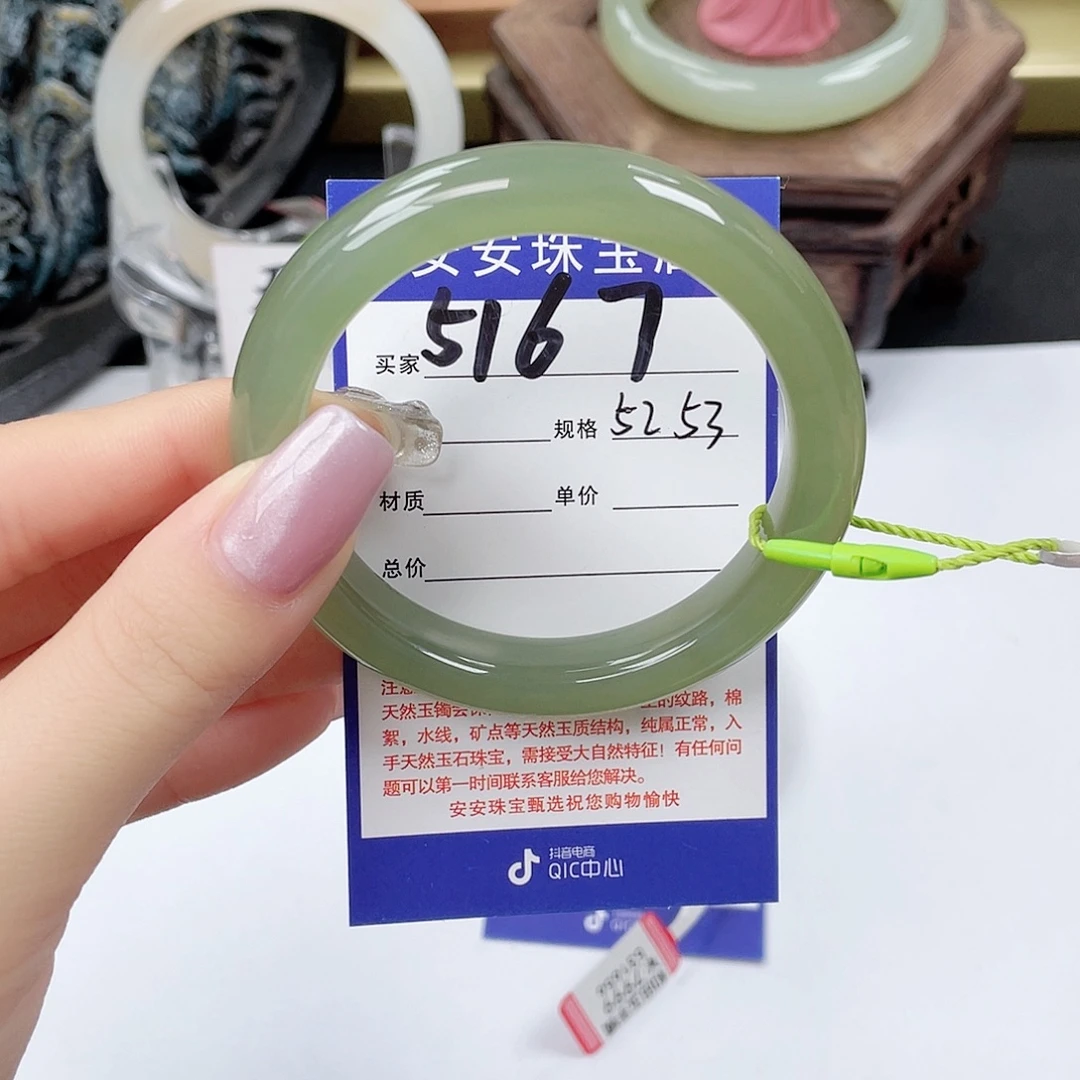 安安珠宝
买家 5167
规格 52 53
材质 单价
总价
注意
天然玉镯会 的纹路，棉
絮，水线，矿点等天然玉质结构，纯属正常，入
手天然玉石珠宝，需接受大自然特征！有任何问
题可以第一时间联系客服给您解决。
安安珠宝甄选祝您购物愉快
抖音电商
QIC中心